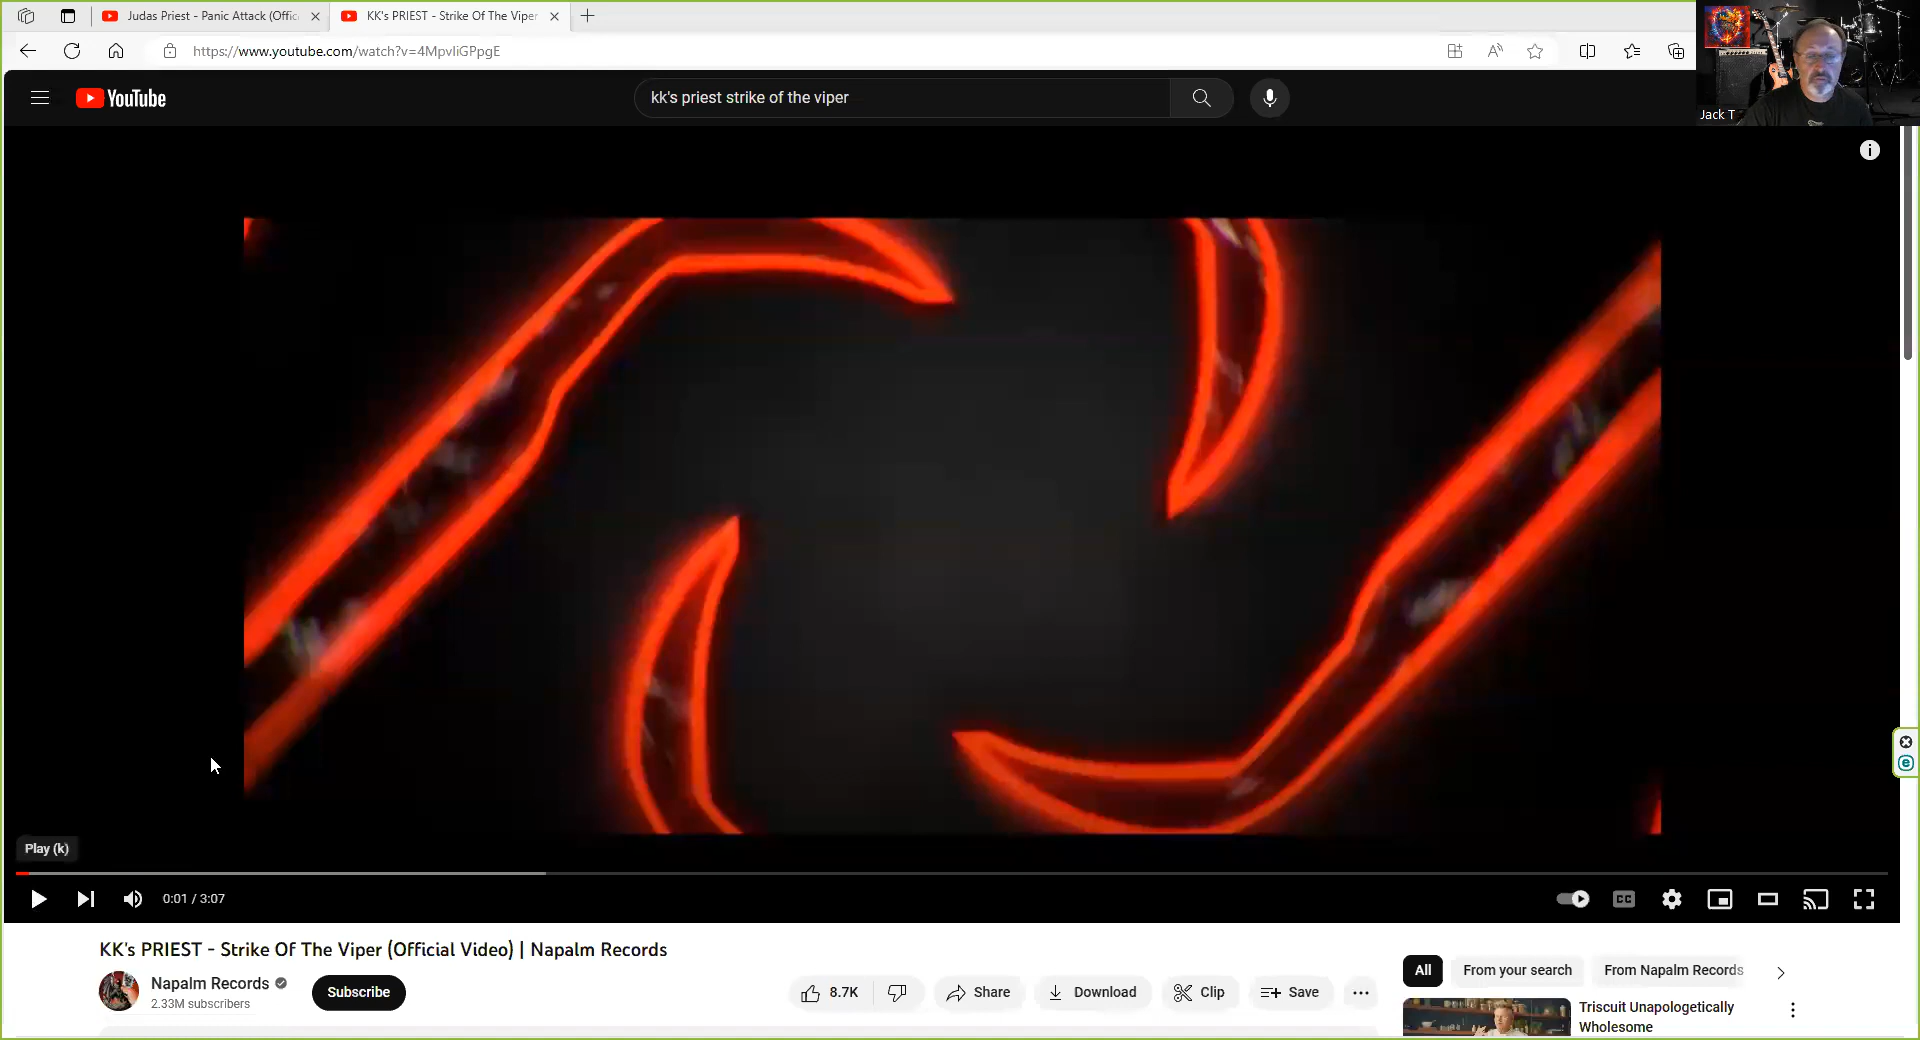 Judas Priest - Panic Attack (Offic
KK's PRIEST - Strike Of The Viper
https://www.youtube.com/watch?v=4MpvIiGPpgE
YouTube
kk's priest strike of the viper
Jack T
Play (k)
0:01 / 3:07
CC
KK's PRIEST - Strike Of The Viper (Official Video) | Napalm Records
Napalm Records
2.33M subscribers
Subscribe
8.7K
Share
Download
Clip
Save
All
From your search
From Napalm Records
Triscuit Unapologetically
Wholesome